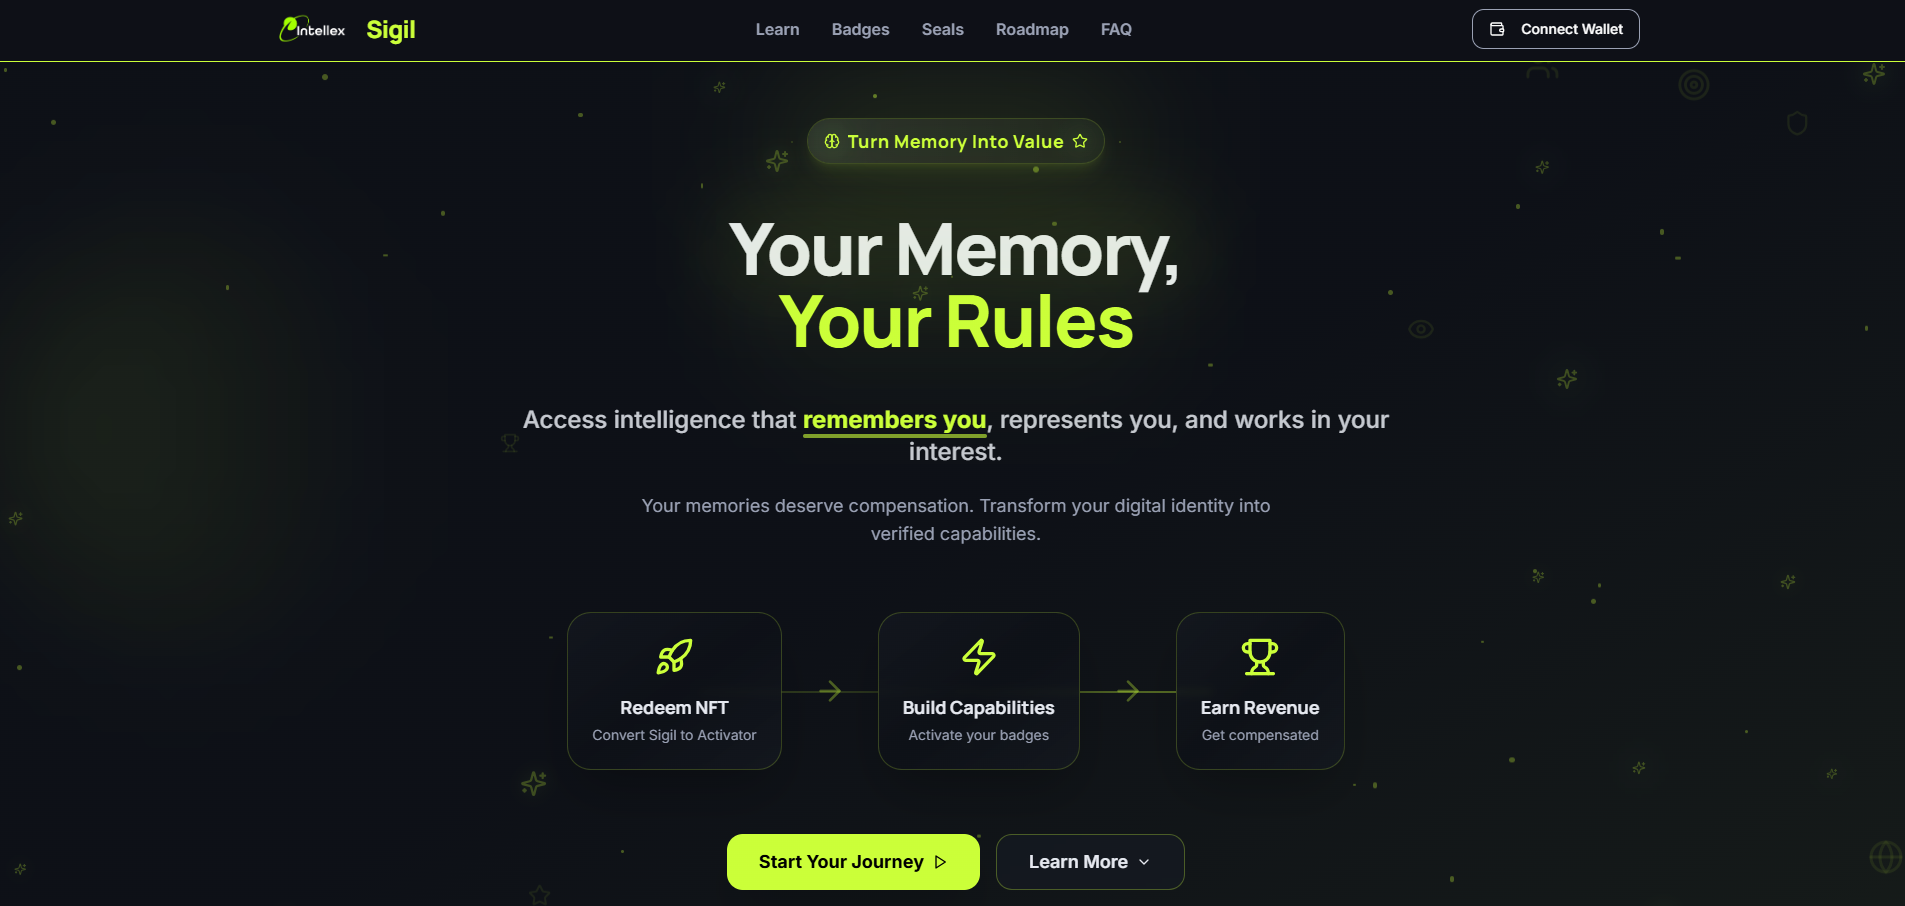 Intellex
Sigil
Learn
Badges
Seals
Roadmap
FAQ
Connect Wallet
Turn Memory Into Value
Your Memory,
Your Rules
Access intelligence that remembers you, represents you, and works in your
interest.
Your memories deserve compensation. Transform your digital identity into
verified capabilities.
Redeem NFT
Convert Sigil to Activator
Build Capabilities
Activate your badges
Earn Revenue
Get compensated
Start Your Journey
Learn More